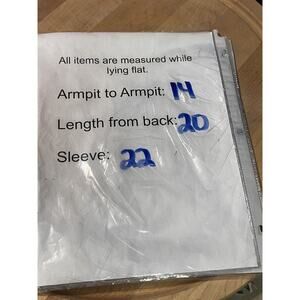 All items are measured while
lying flat.
Armpit to Armpit: 14
Length from back: 20
Sleeve: 22